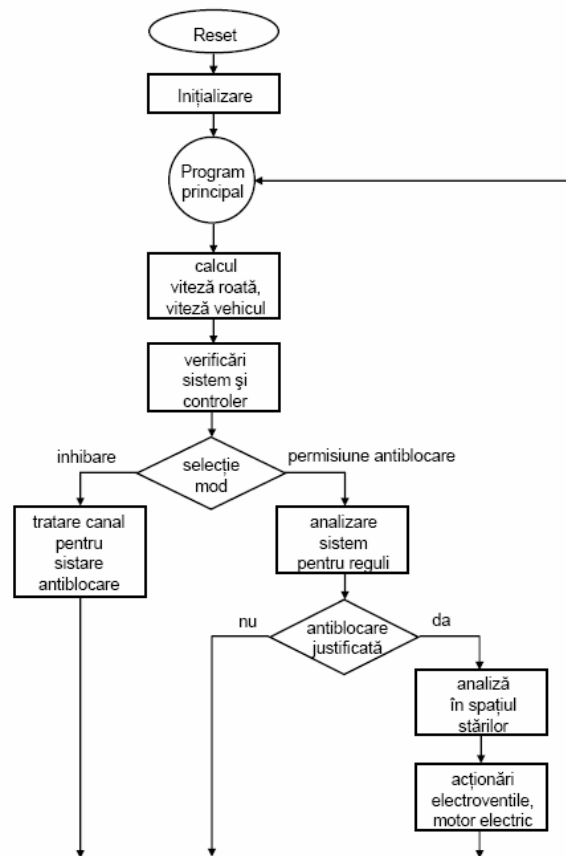 Reset
Inițializare
Program
principal
calcul
viteză roată,
viteză vehicul
verificări
sistem şi
controler
inhibare
selecție
mod
permisiune antiblocare
tratare canal
pentru
sistare
antiblocare
analizare
sistem
pentru reguli
nu
antiblocare
justificată
da
analiză
în spațiul
stărilor
acționări
electroventile,
motor electric